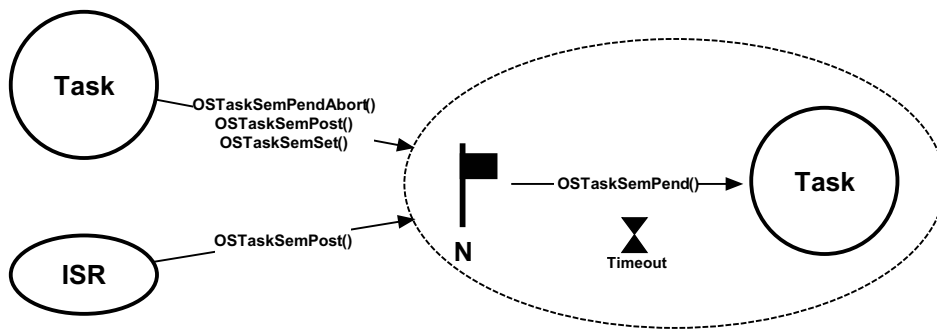 Task
OSTaskSemPendAbort()
OSTaskSemPost()
OSTaskSemSet()
OSTaskSemPend()
Task
OSTaskSemPost()
N
Timeout
ISR